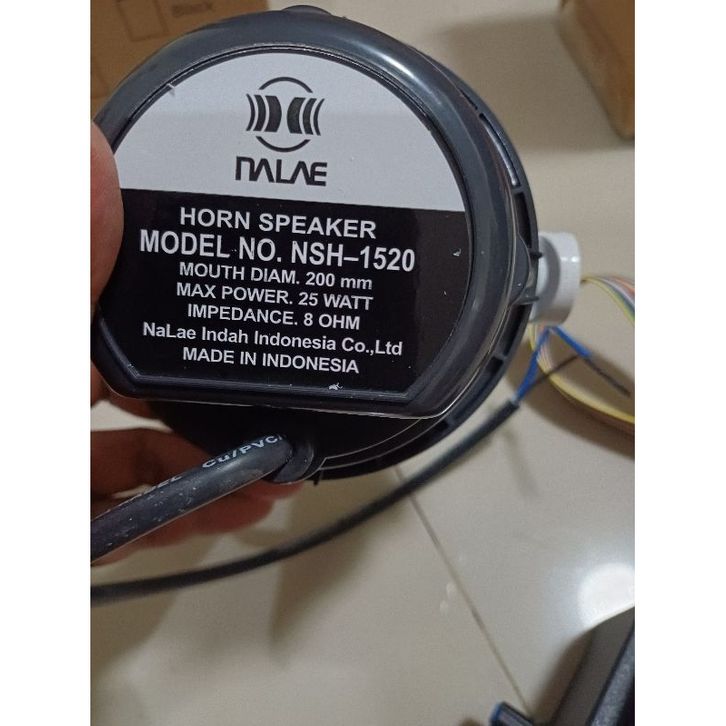 Black
NALAE
HORN SPEAKER
MODEL NO. NSH–1520
MOUTH DIAM. 200 mm
MAX POWER. 25 WATT
IMPEDANCE. 8 OHM
NaLae Indah Indonesia Co.,Ltd
MADE IN INDONESIA
Cu/PVC/